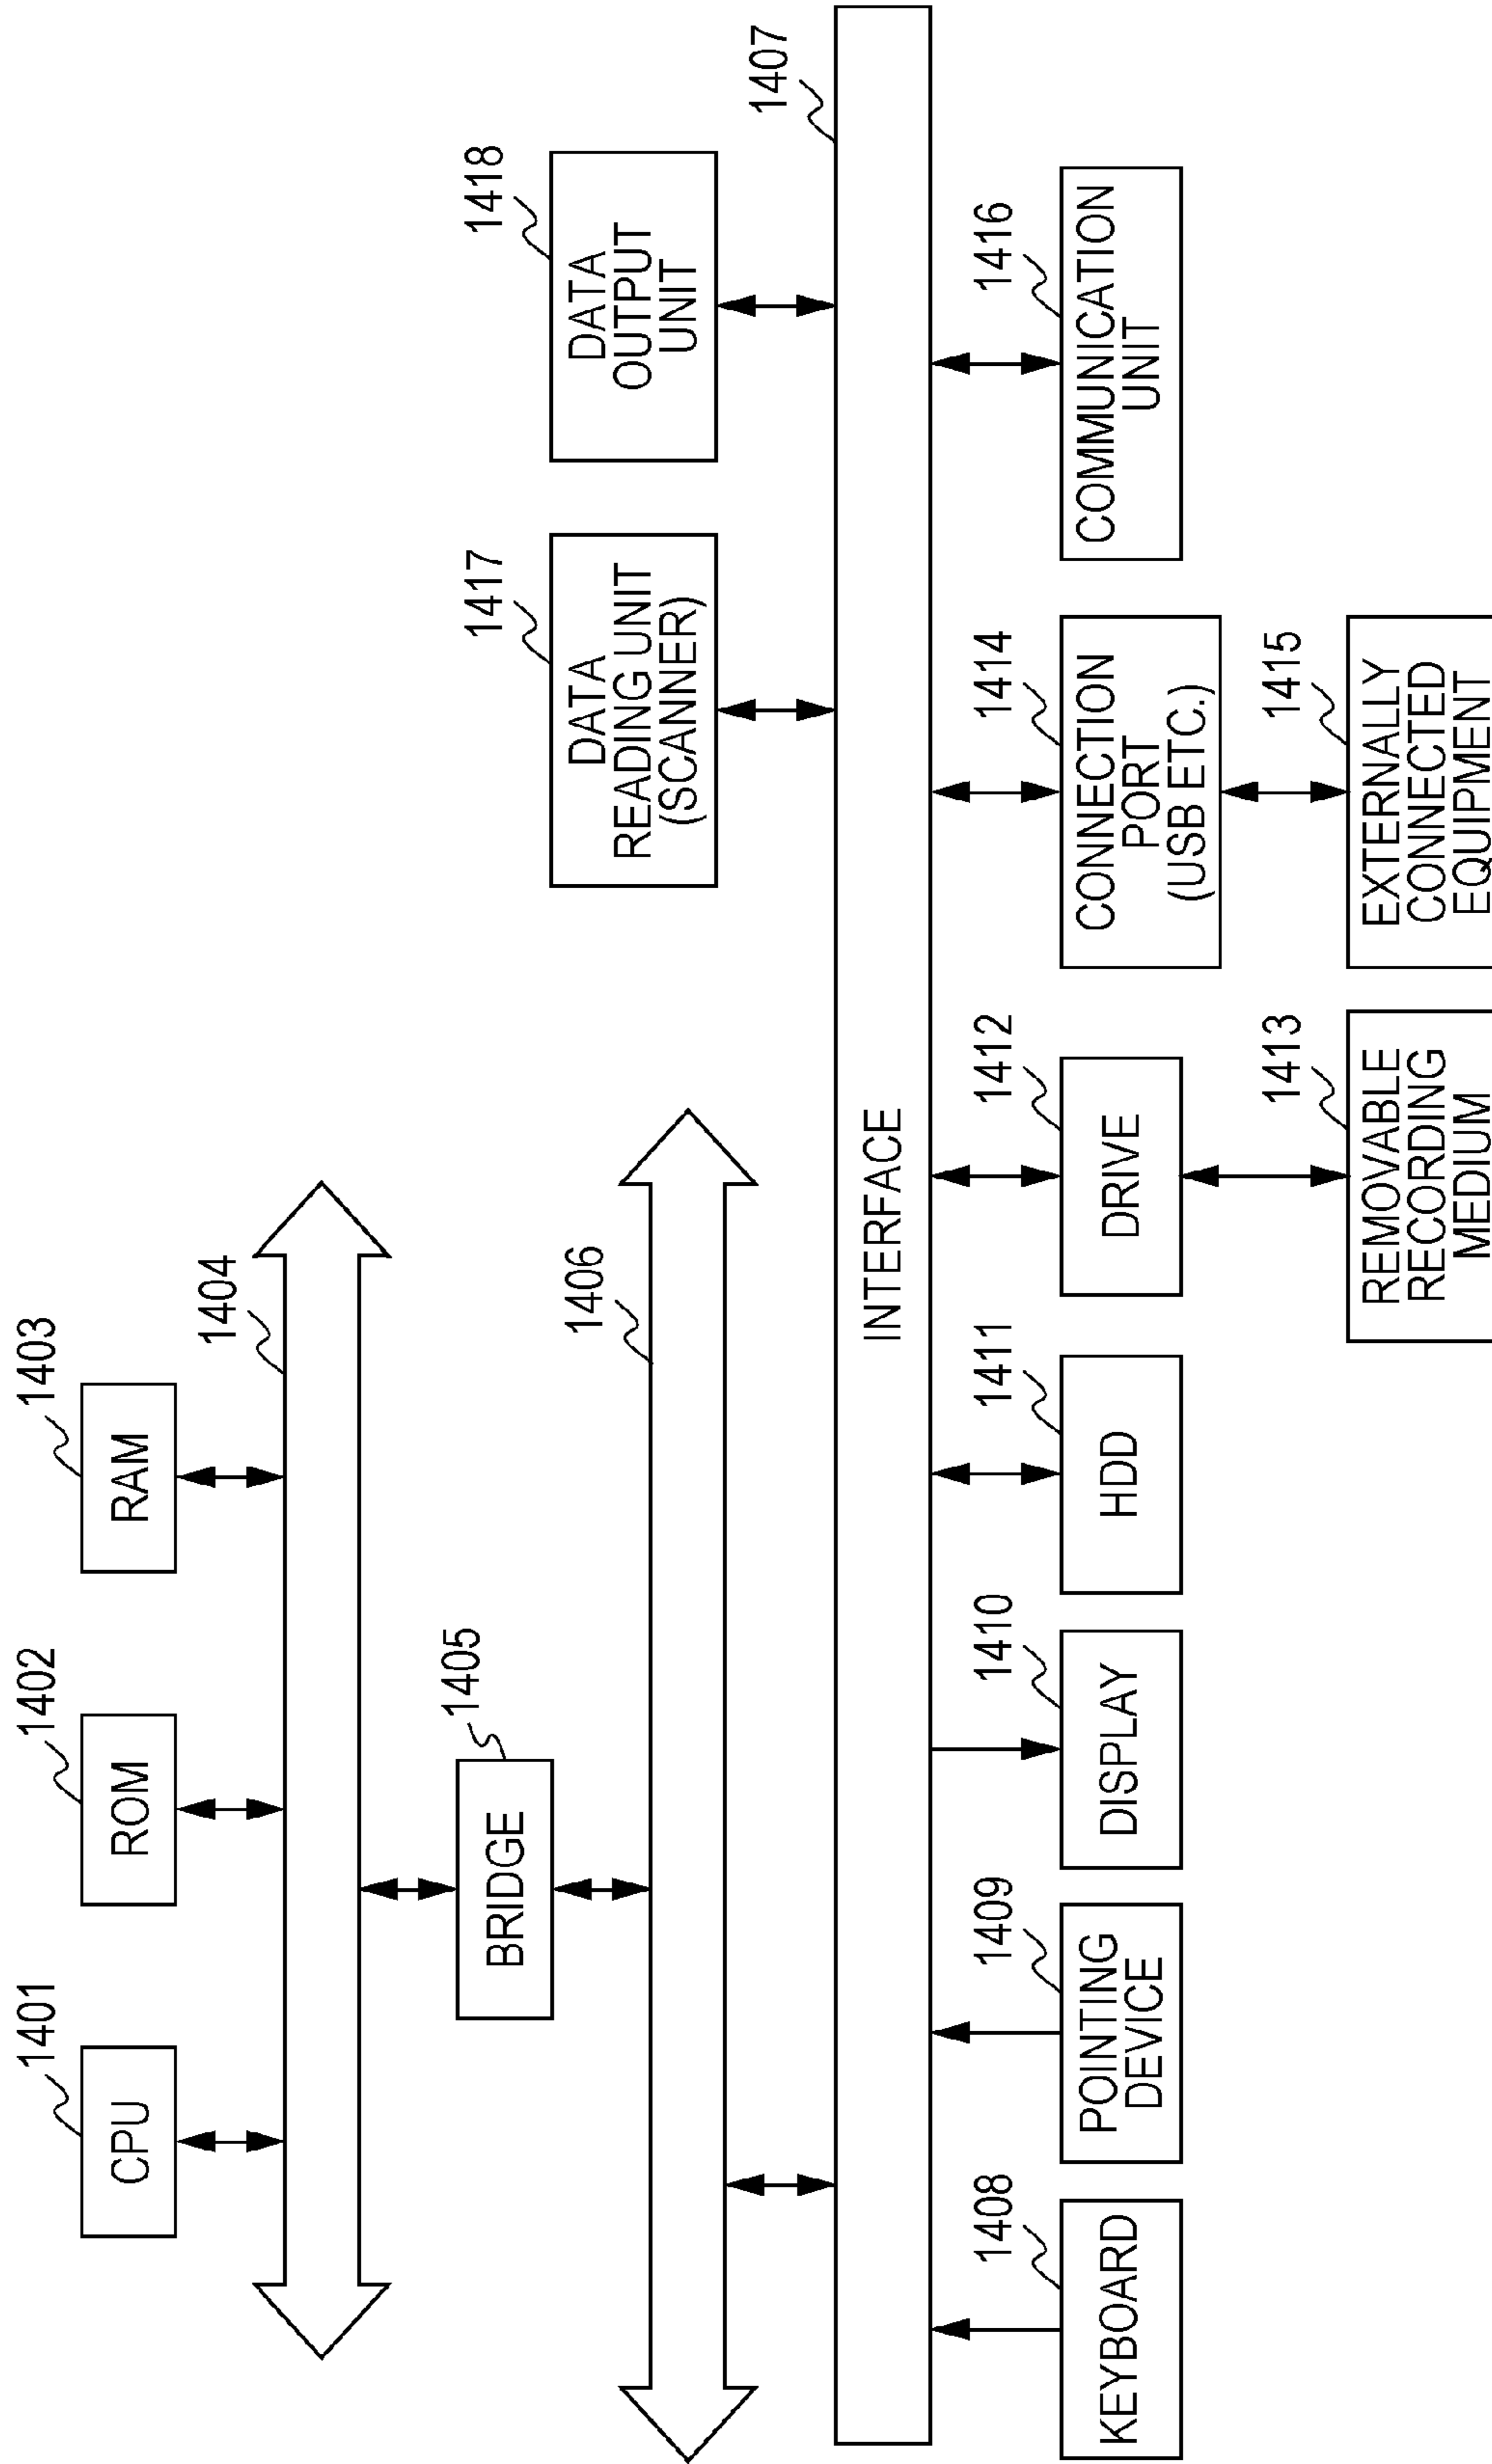 1401
CPU
1402
ROM
1403
RAM
1404
1405
BRIDGE
1406
1417
DATA
READING UNIT
(SCANNER)
1418
DATA
OUTPUT
UNIT
1407
INTERFACE
1408
KEYBOARD
1409
POINTING
DEVICE
1410
DISPLAY
1411
HDD
1412
DRIVE
1414
CONNECTION
PORT
(USB ETC.)
1416
COMMUNICATION
UNIT
1413
REMOVABLE
RECORDING
MEDIUM
1415
EXTERNALLY
CONNECTED
EQUIPMENT